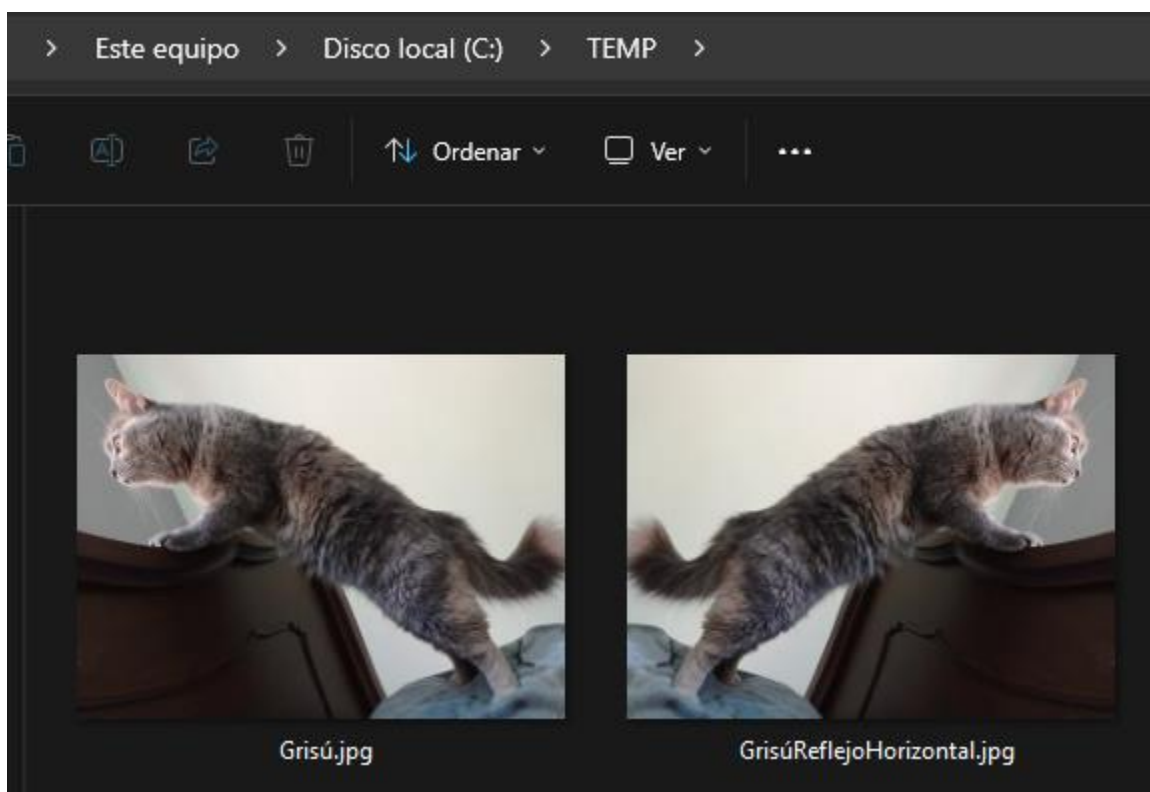 > Este equipo > Disco local (C:) > TEMP >
Ordenar Ver ...
Grisú.jpg GrisúReflejoHorizontal.jpg